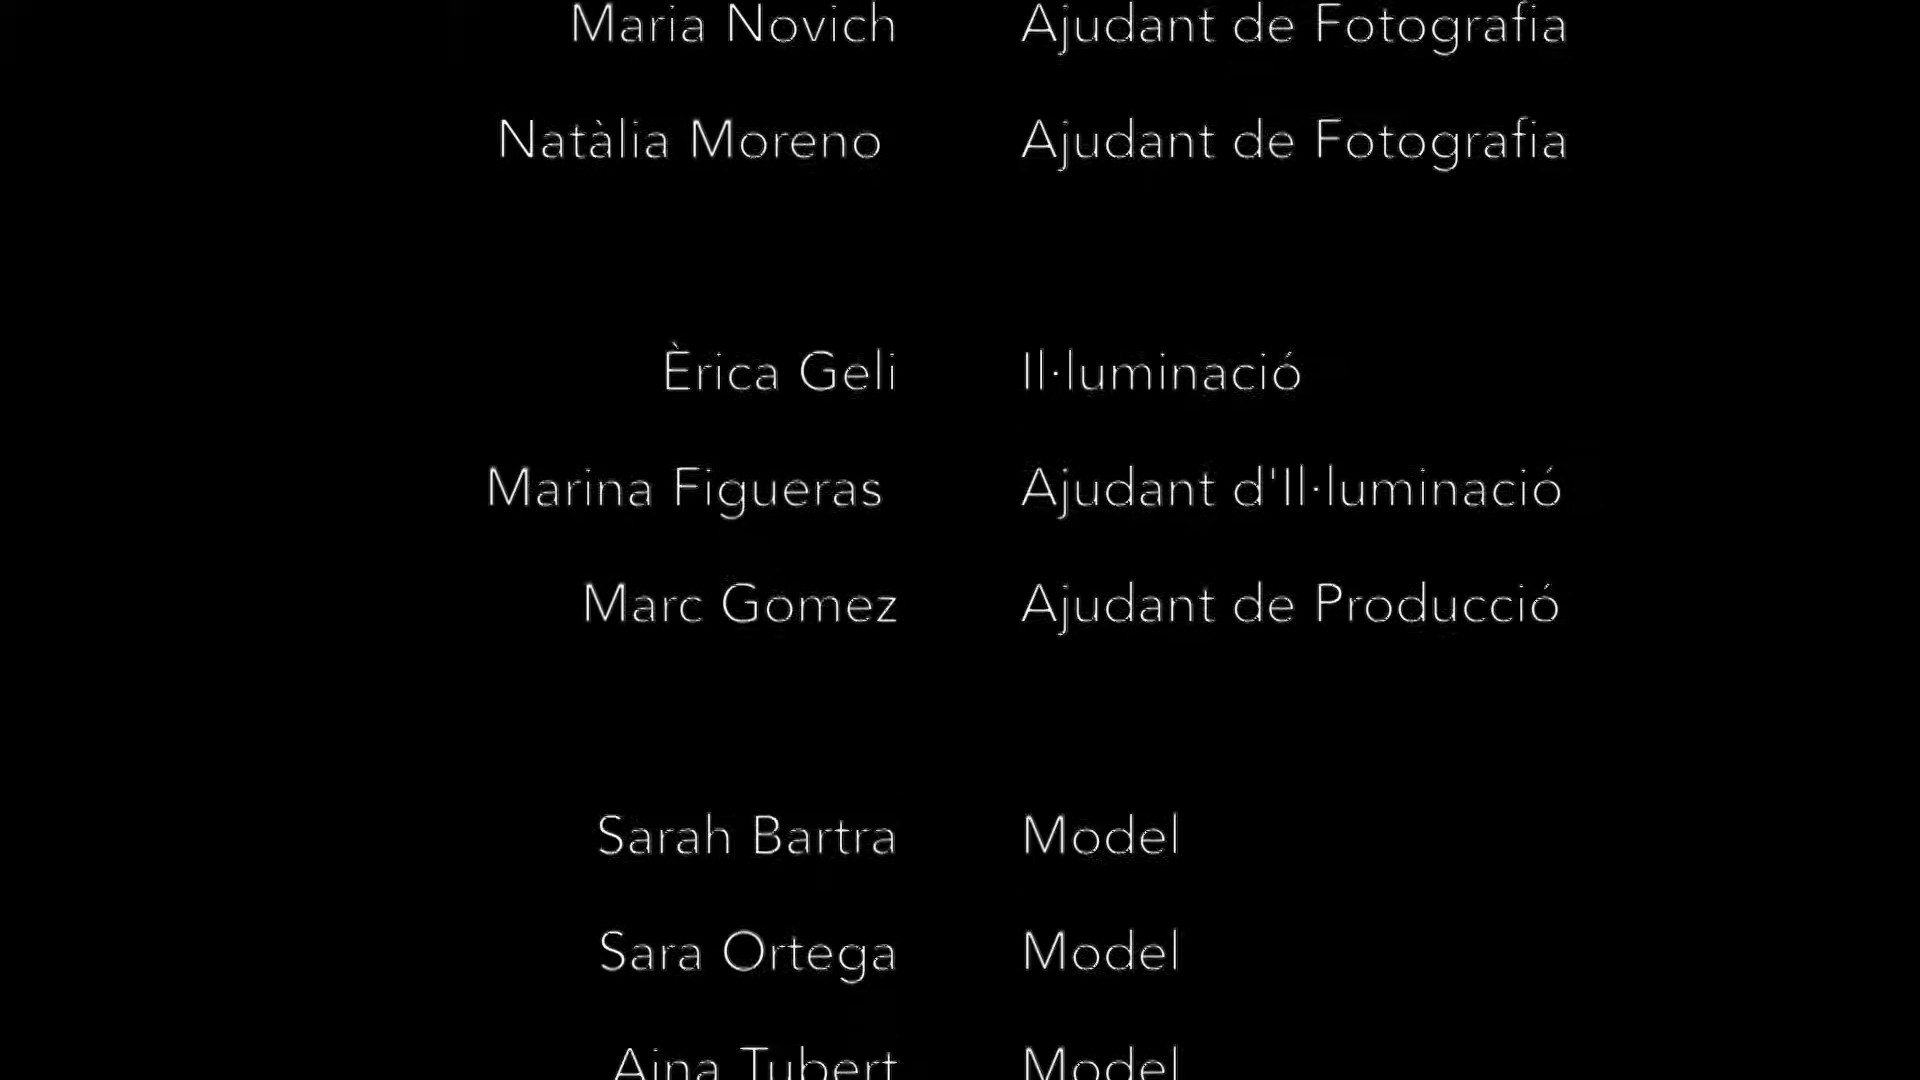 Maria Novich Ajudant de Fotografia
Natàlia Moreno Ajudant de Fotografia
Èrica Geli Il·luminació
Marina Figueras Ajudant d'Il·luminació
Marc Gomez Ajudant de Producció
Sarah Bartra Model
Sara Ortega Model
Aina Tubert Model